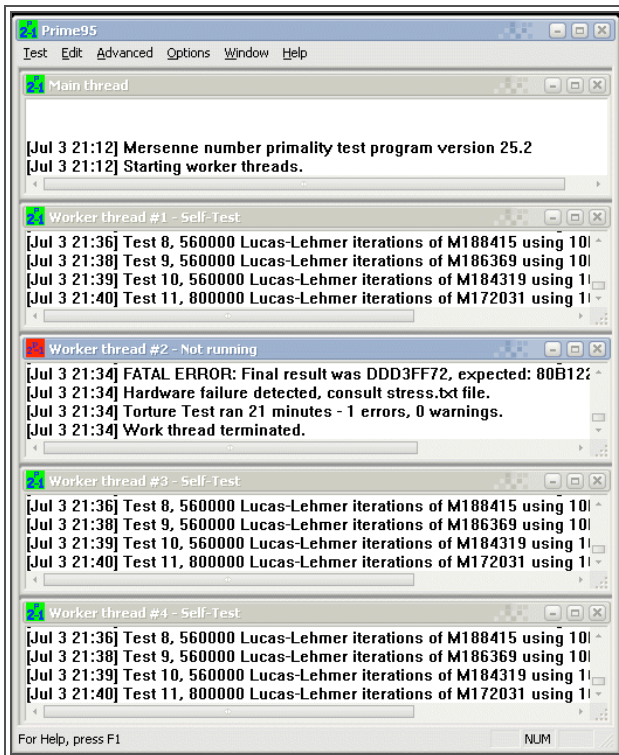 Prime95
Test Edit Advanced Options Window Help
Main thread
[Jul 3 21:12] Mersenne number primality test program version 25.2
[Jul 3 21:12] Starting worker threads.
Worker thread #1 - Self-Test
[Jul 3 21:36] Test 8, 560000 Lucas-Lehmer iterations of M188415 using 10
[Jul 3 21:38] Test 9, 560000 Lucas-Lehmer iterations of M186369 using 10
[Jul 3 21:39] Test 10, 560000 Lucas-Lehmer iterations of M184319 using 1
[Jul 3 21:40] Test 11, 800000 Lucas-Lehmer iterations of M172031 using 1
Worker thread #2 - Not running
[Jul 3 21:34] FATAL ERROR: Final result was DDD3FF72, expected: 80B122
[Jul 3 21:34] Hardware failure detected, consult stress.txt file.
[Jul 3 21:34] Torture Test ran 21 minutes - 1 errors, 0 warnings.
[Jul 3 21:34] Work thread terminated.
Worker thread #3 - Self-Test
[Jul 3 21:36] Test 8, 560000 Lucas-Lehmer iterations of M188415 using 10
[Jul 3 21:38] Test 9, 560000 Lucas-Lehmer iterations of M186369 using 10
[Jul 3 21:39] Test 10, 560000 Lucas-Lehmer iterations of M184319 using 1
[Jul 3 21:40] Test 11, 800000 Lucas-Lehmer iterations of M172031 using 1
Worker thread #4 - Self-Test
[Jul 3 21:36] Test 8, 560000 Lucas-Lehmer iterations of M188415 using 10
[Jul 3 21:38] Test 9, 560000 Lucas-Lehmer iterations of M186369 using 10
[Jul 3 21:39] Test 10, 560000 Lucas-Lehmer iterations of M184319 using 1
[Jul 3 21:40] Test 11, 800000 Lucas-Lehmer iterations of M172031 using 1
For Help, press F1
NUM